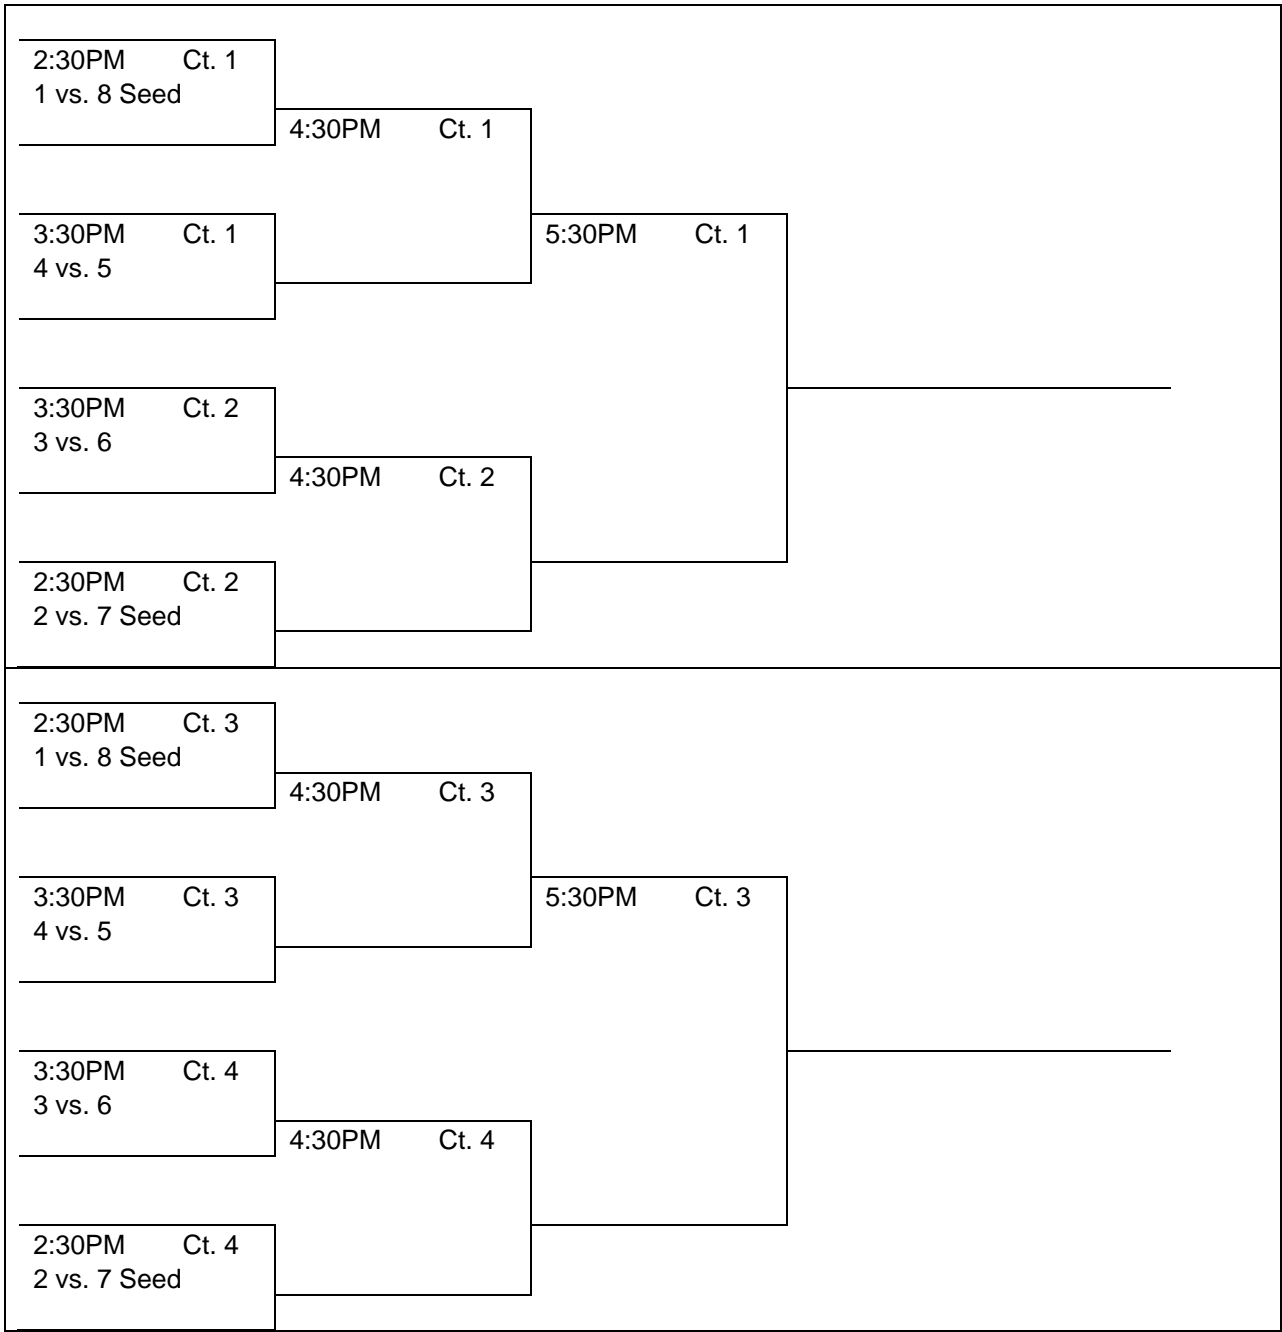 2:30PM Ct. 1
1 vs. 8 Seed
4:30PM Ct. 1
3:30PM Ct. 1
4 vs. 5
5:30PM Ct. 1
3:30PM Ct. 2
3 vs. 6
4:30PM Ct. 2
2:30PM Ct. 2
2 vs. 7 Seed
2:30PM Ct. 3
1 vs. 8 Seed
4:30PM Ct. 3
3:30PM Ct. 3
4 vs. 5
5:30PM Ct. 3
3:30PM Ct. 4
3 vs. 6
4:30PM Ct. 4
2:30PM Ct. 4
2 vs. 7 Seed